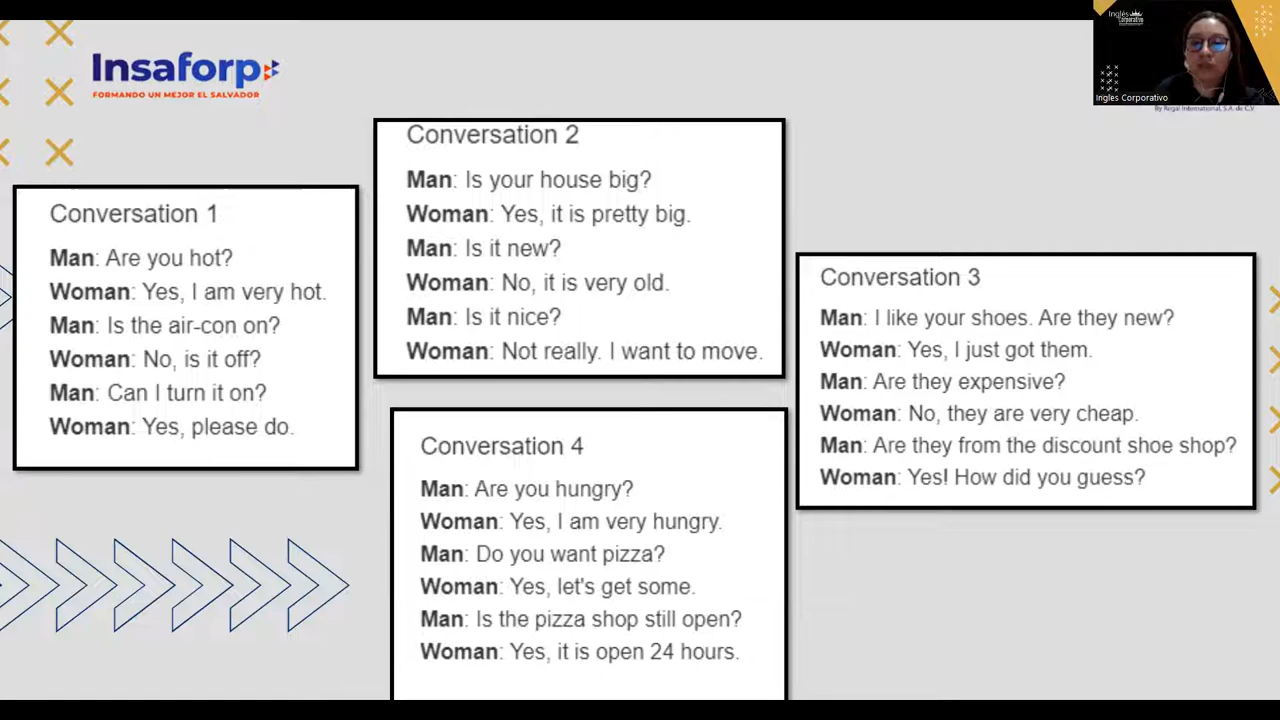 Insaforp
FORMANDO UN MEJOR EL SALVADOR
Inglés
Corporativo
Ingles Corporativo
By Regal International, S.A. de C.V
Conversation 1
Man: Are you hot?
Woman: Yes, I am very hot.
Man: Is the air-con on?
Woman: No, is it off?
Man: Can I turn it on?
Woman: Yes, please do.
Conversation 2
Man: Is your house big?
Woman: Yes, it is pretty big.
Man: Is it new?
Woman: No, it is very old.
Man: Is it nice?
Woman: Not really. I want to move.
Conversation 3
Man: I like your shoes. Are they new?
Woman: Yes, I just got them.
Man: Are they expensive?
Woman: No, they are very cheap.
Man: Are they from the discount shoe shop?
Woman: Yes! How did you guess?
Conversation 4
Man: Are you hungry?
Woman: Yes, I am very hungry.
Man: Do you want pizza?
Woman: Yes, let's get some.
Man: Is the pizza shop still open?
Woman: Yes, it is open 24 hours.